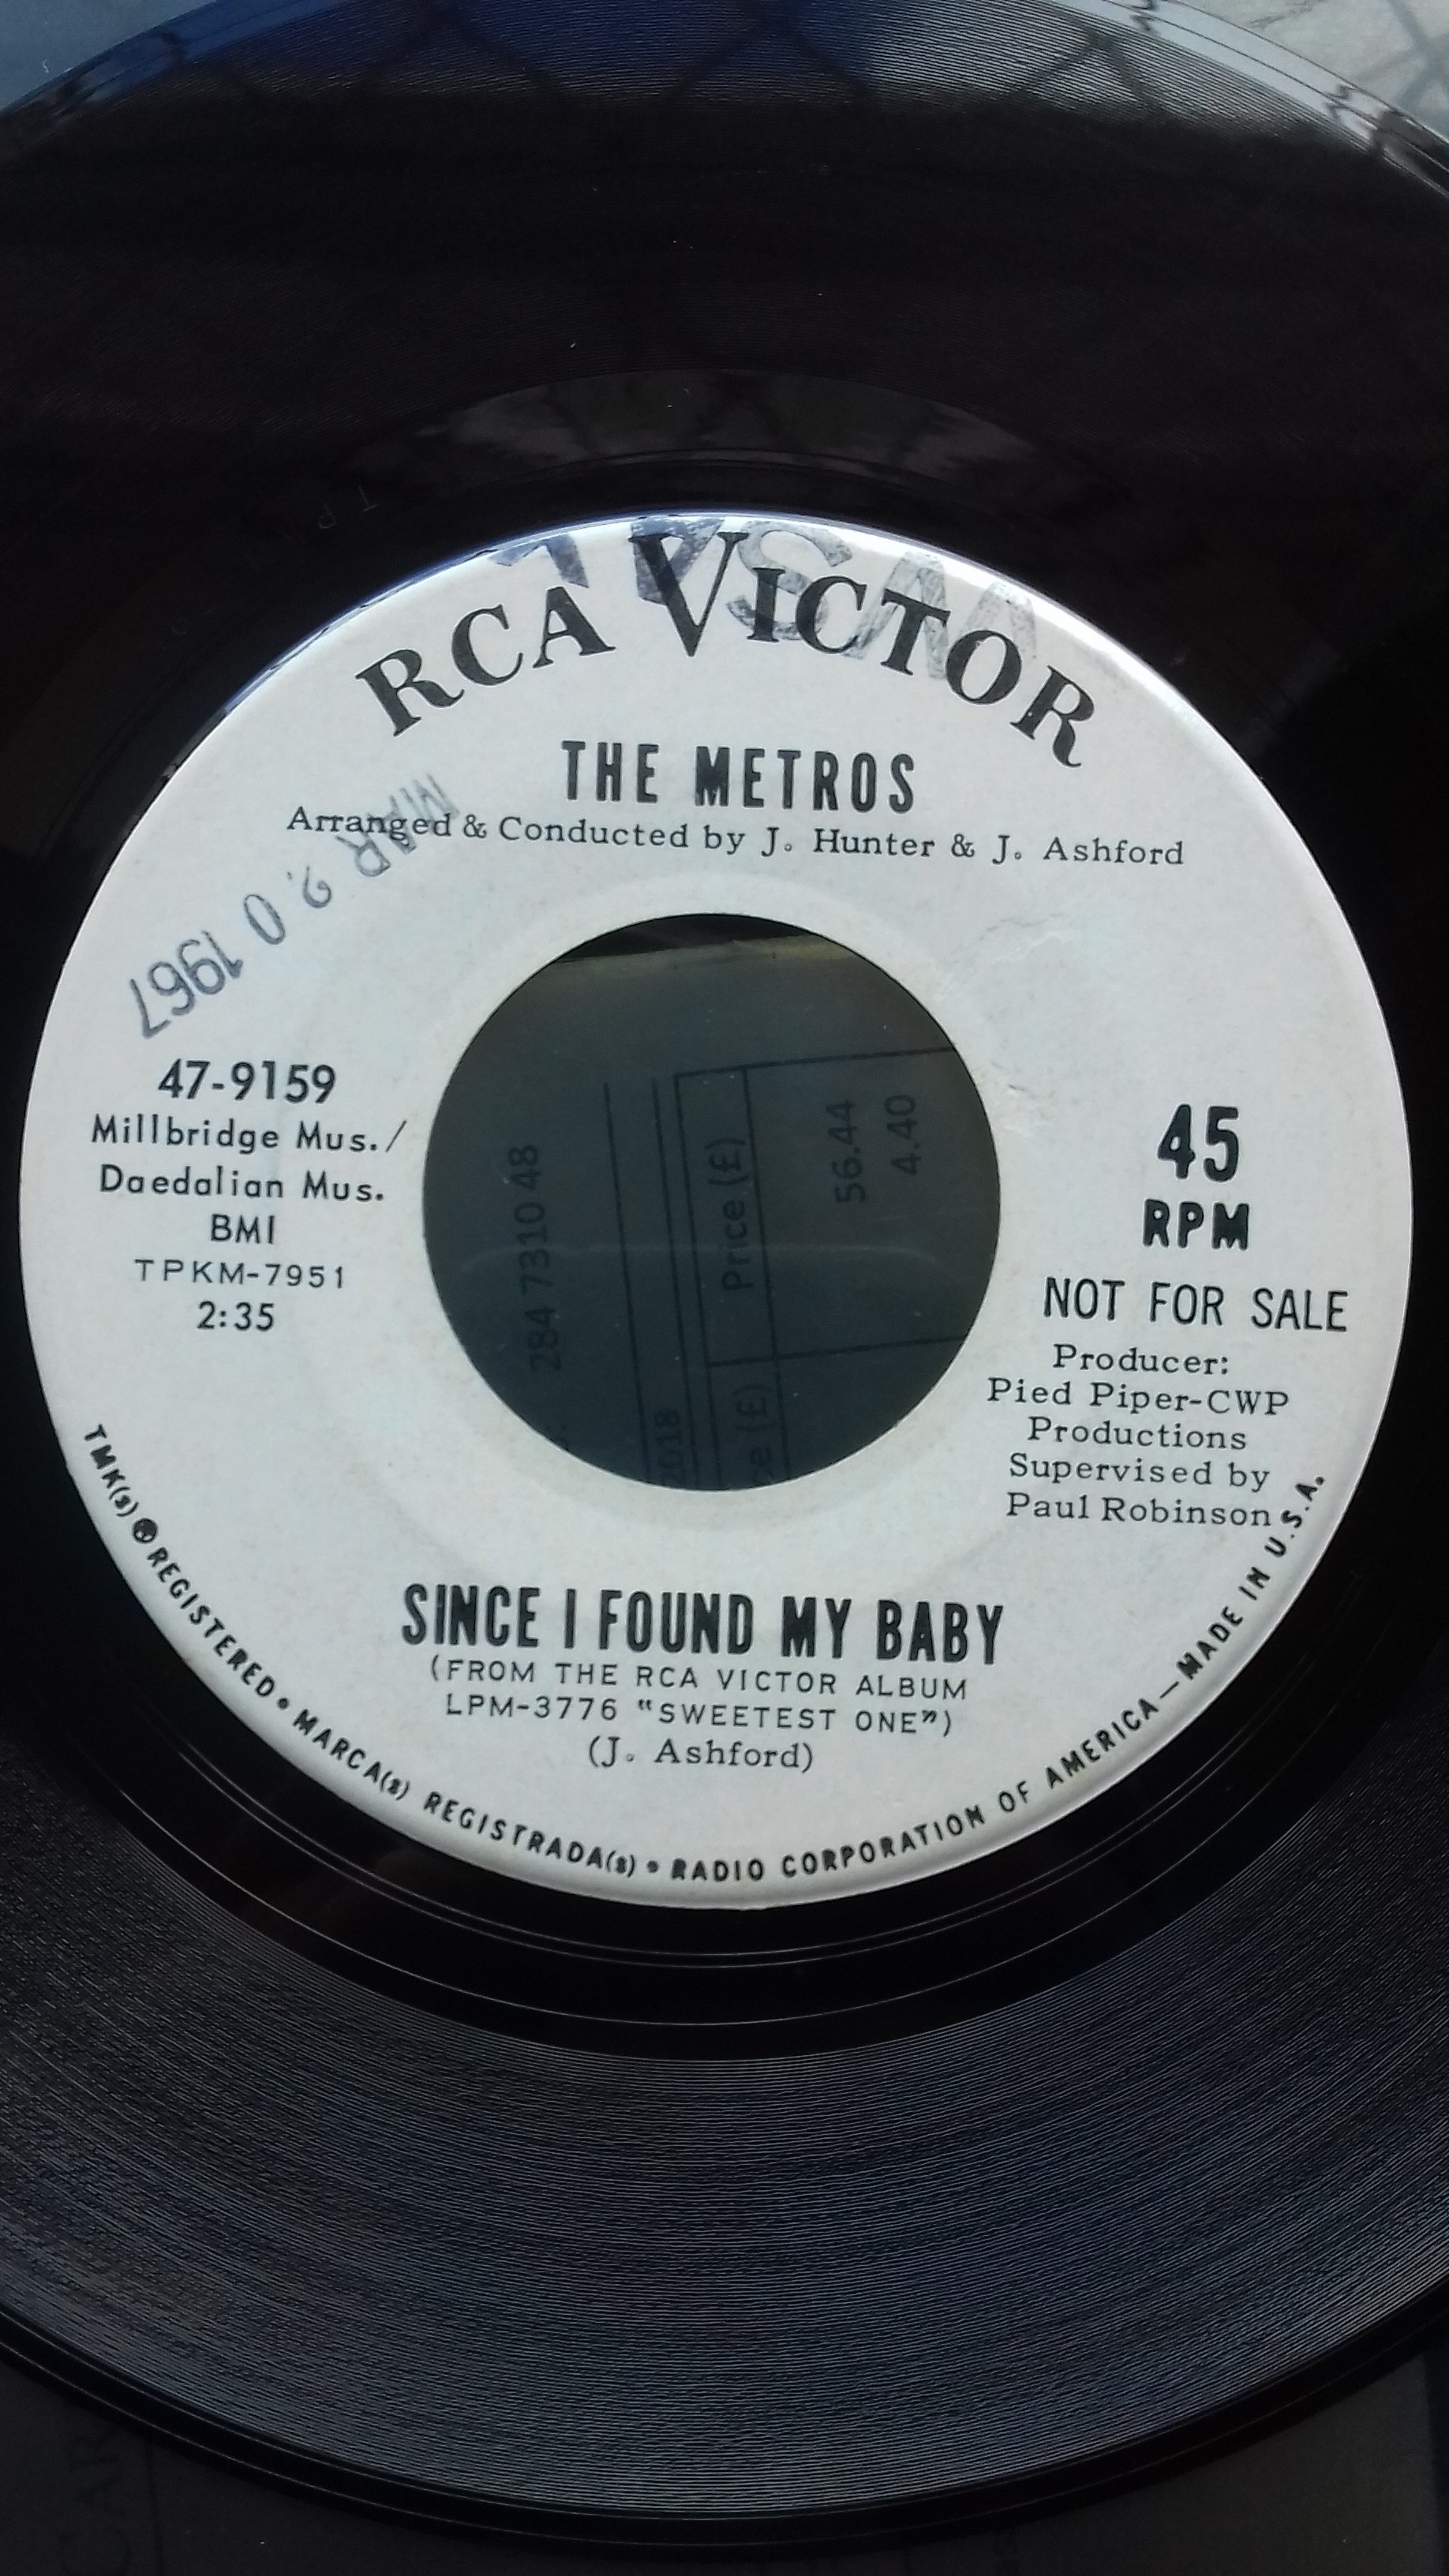 RCA VICTOR
THE METROS
Arranged & Conducted by J. Hunter & J. Ashford
MAR 20 1967
47-9159
Millbridge Mus./
Daedalian Mus.
BMI
TPKM-7951
2:35
45
RPM
NOT FOR SALE
Producer:
Pied Piper-CWP
Productions
Supervised by
Paul Robinson
284 7310 48
2018
Price (£)
56.44
4.40
SINCE I FOUND MY BABY
(FROM THE RCA VICTOR ALBUM
LPM-3776 "SWEETEST ONE")
(J. Ashford)
TMK(s) ® REGISTERED • MARCA(s) REGISTRADA(s) • RADIO CORPORATION OF AMERICA — MADE IN U.S.A.